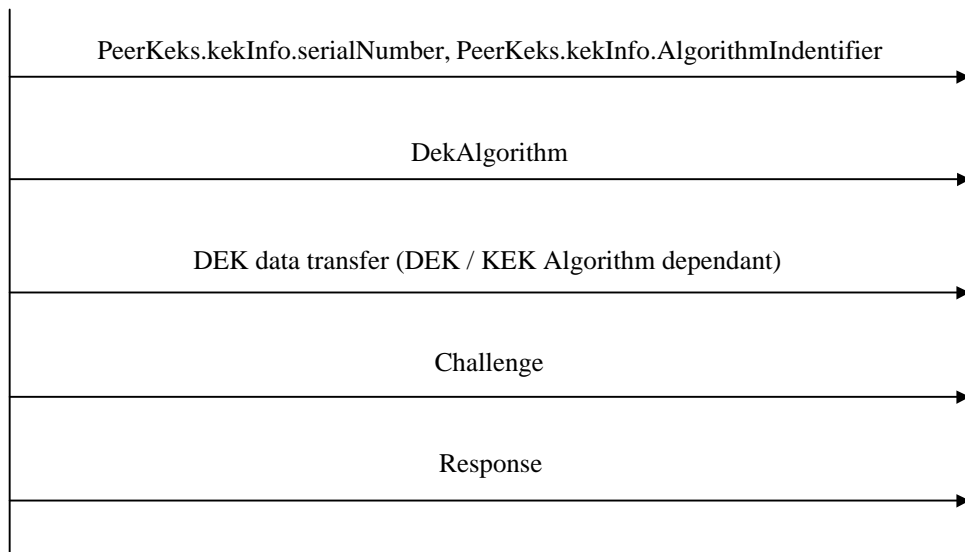 PeerKeks.kekInfo.serialNumber, PeerKeks.kekInfo.AlgorithmIndentifier
DekAlgorithm
DEK data transfer (DEK / KEK Algorithm dependant)
Challenge
Response